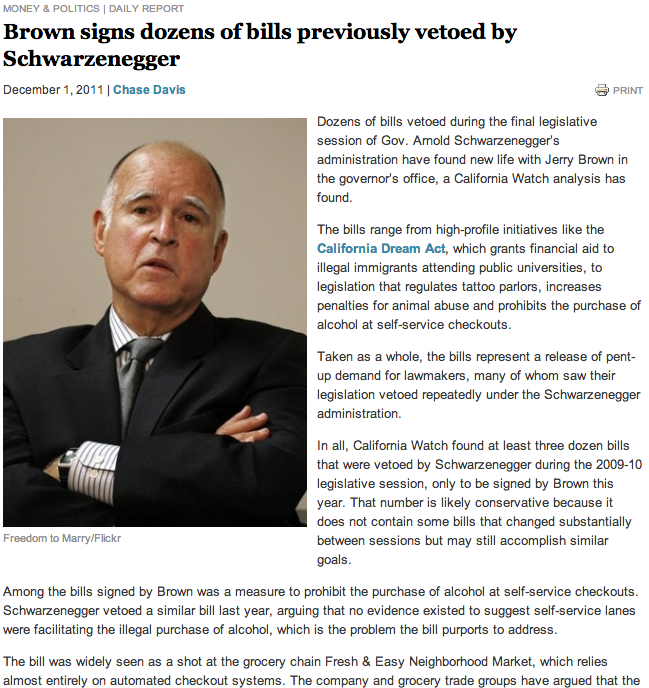 MONEY & POLITICS | DAILY REPORT
Brown signs dozens of bills previously vetoed by
Schwarzenegger
December 1, 2011 | Chase Davis
PRINT
Dozens of bills vetoed during the final legislative
session of Gov. Arnold Schwarzenegger's
administration have found new life with Jerry Brown in
the governor's office, a California Watch analysis has
found.
The bills range from high-profile initiatives like the
California Dream Act, which grants financial aid to
illegal immigrants attending public universities, to
legislation that regulates tattoo parlors, increases
penalties for animal abuse and prohibits the purchase of
alcohol at self-service checkouts.
Taken as a whole, the bills represent a release of pent-
up demand for lawmakers, many of whom saw their
legislation vetoed repeatedly under the Schwarzenegger
administration.
In all, California Watch found at least three dozen bills
that were vetoed by Schwarzenegger during the 2009-10
legislative session, only to be signed by Brown this
year. That number is likely conservative because it
does not contain some bills that changed substantially
between sessions but may still accomplish similar
goals.
Freedom to Marry/Flickr
Among the bills signed by Brown was a measure to prohibit the purchase of alcohol at self-service checkouts.
Schwarzenegger vetoed a similar bill last year, arguing that no evidence existed to suggest self-service lanes
were facilitating the illegal purchase of alcohol, which is the problem the bill purports to address.
The bill was widely seen as a shot at the grocery chain Fresh & Easy Neighborhood Market, which relies
almost entirely on automated checkout systems. The company and grocery trade groups have argued that the